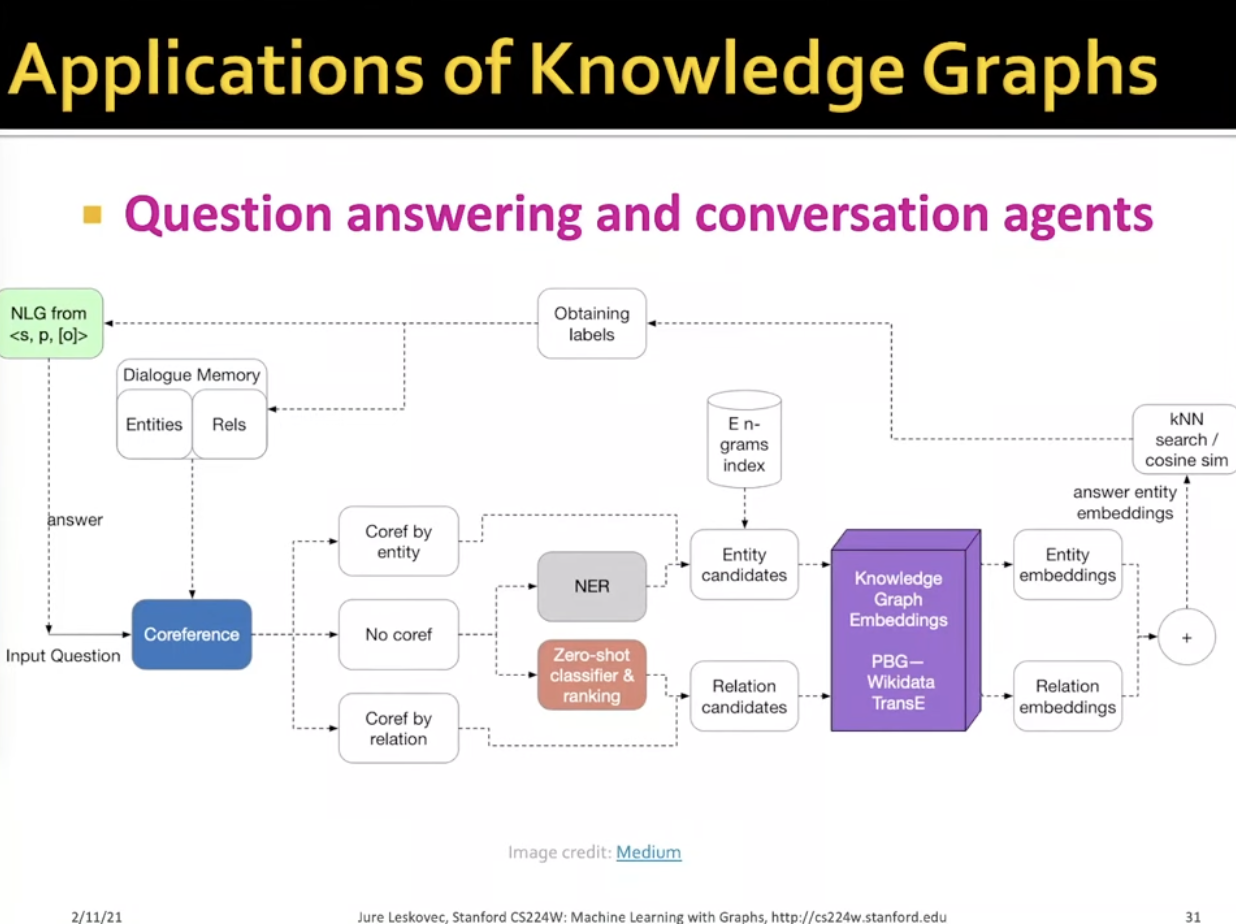 Applications of Knowledge Graphs
Question answering and conversation agents
NLG from
<s, p, [o]>
Obtaining
labels
Dialogue Memory
Entities
Rels
E n-
grams
index
kNN
search /
cosine sim
answer entity
embeddings
answer
Coref by
entity
NER
Entity
candidates
Knowledge
Graph
Embeddings
PBG—
Wikidata
TransE
Entity
embeddings
Coreference
No coref
+
Input Question
Zero-shot
classifier &
ranking
Relation
candidates
Relation
embeddings
Coref by
relation
Image credit: Medium
2/11/21
Jure Leskovec, Stanford CS224W: Machine Learning with Graphs, http://cs224w.stanford.edu
31